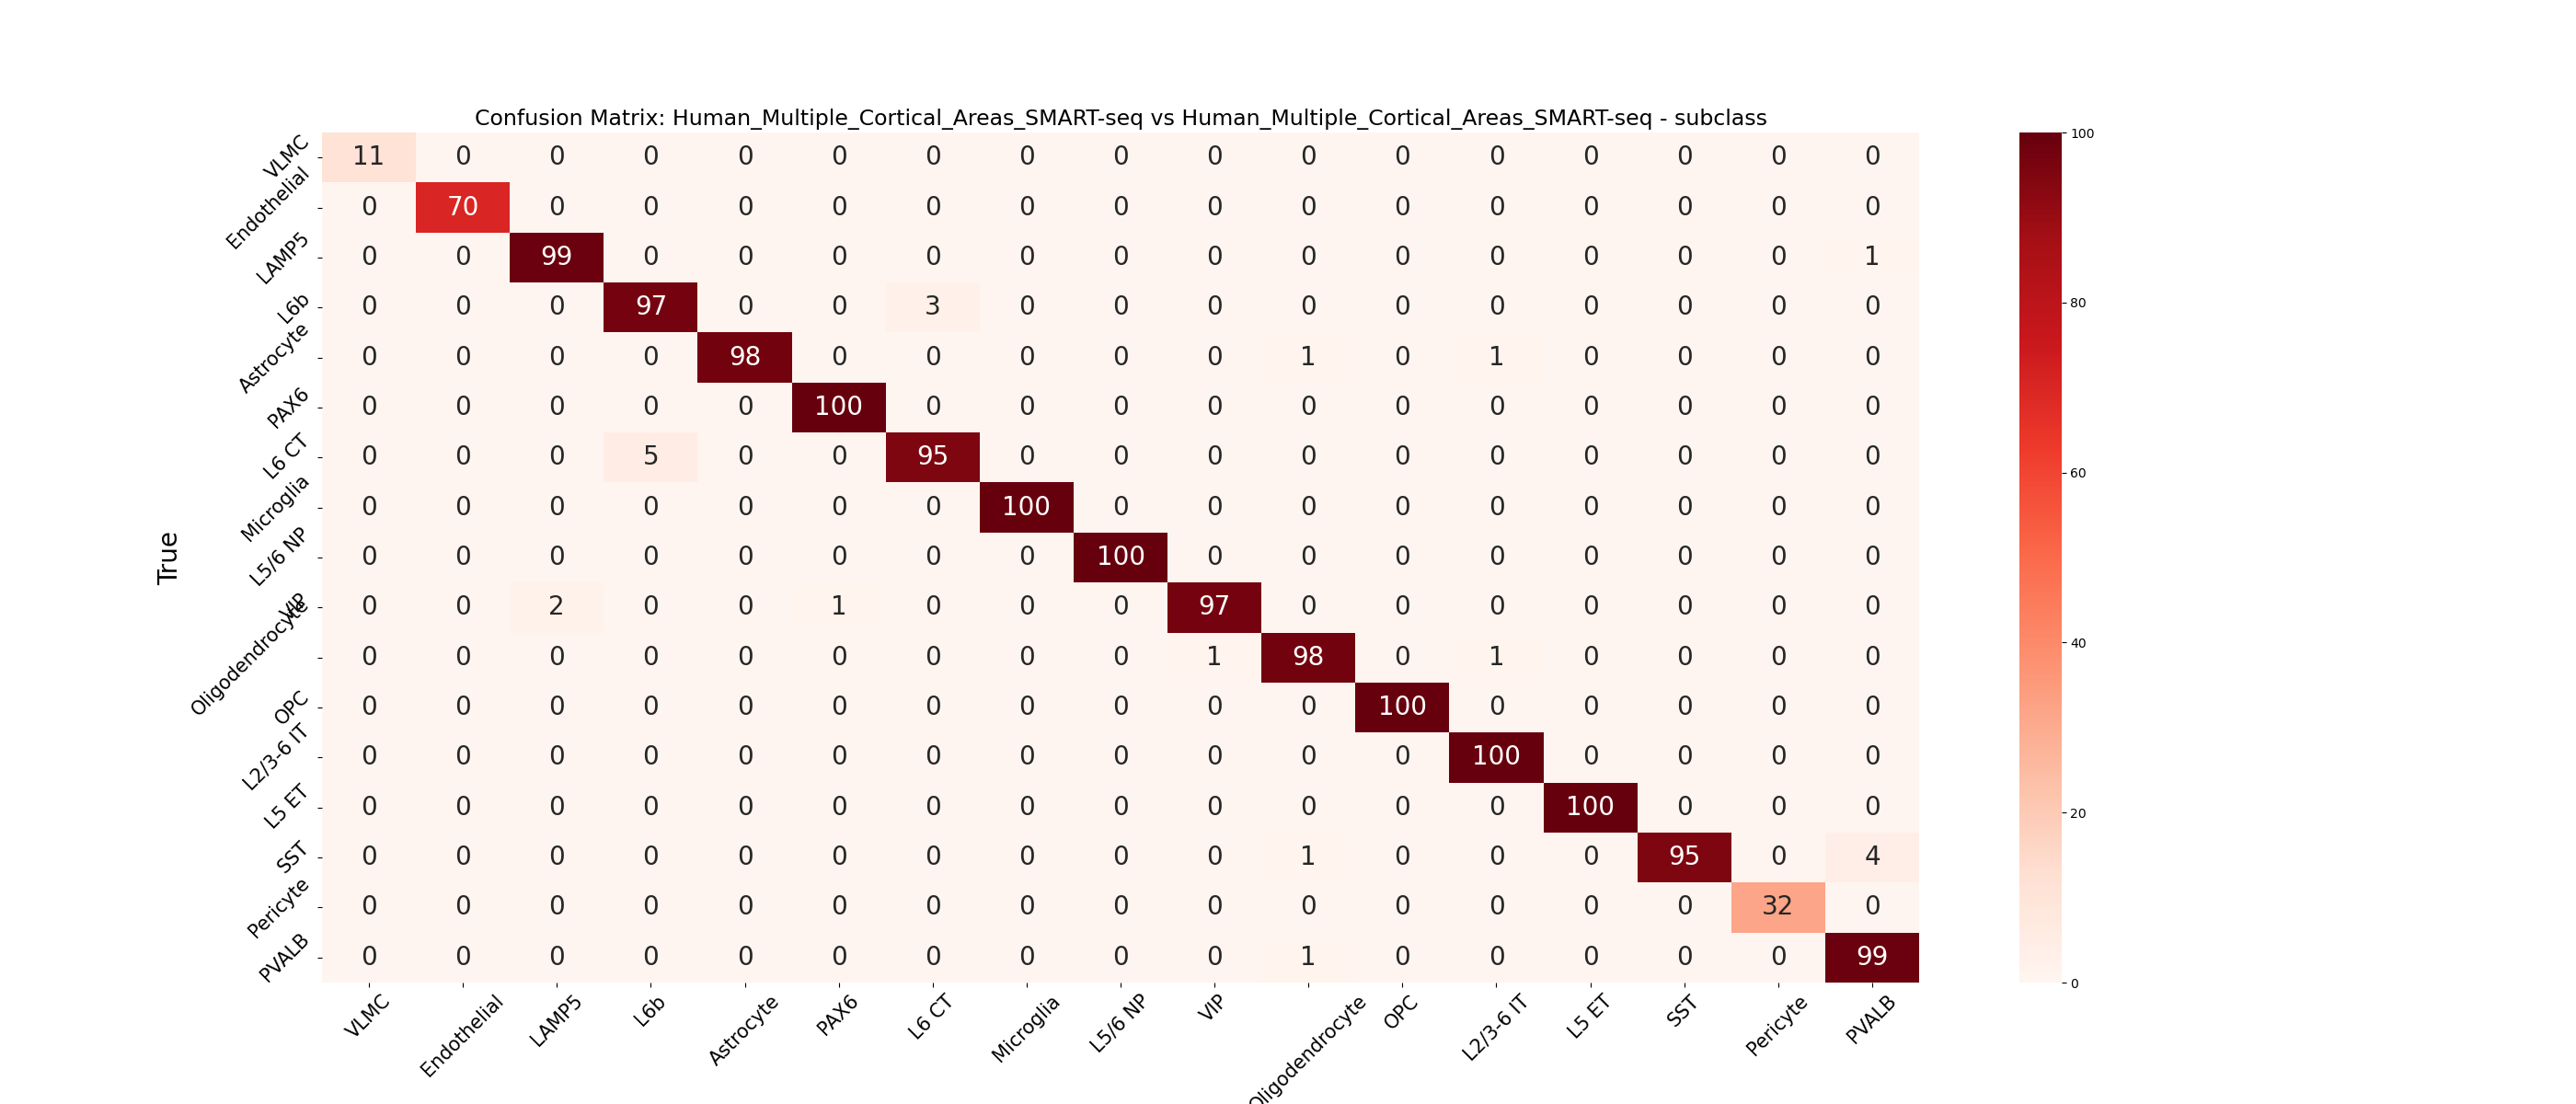 Confusion Matrix: Human_Multiple_Cortical_Areas_SMART-seq vs Human_Multiple_Cortical_Areas_SMART-seq - subclass
True
VLMC 11 0 0 0 0 0 0 0 0 0 0 0 0 0 0 0 0
Endothelial 0 70 0 0 0 0 0 0 0 0 0 0 0 0 0 0 0
LAMP5 0 0 99 0 0 0 0 0 0 0 0 0 0 0 0 0 1
L6b 0 0 0 97 0 0 3 0 0 0 0 0 0 0 0 0 0
Astrocyte 0 0 0 0 98 0 0 0 0 0 1 0 1 0 0 0 0
PAX6 0 0 0 0 0 100 0 0 0 0 0 0 0 0 0 0 0
L6 CT 0 0 0 5 0 0 95 0 0 0 0 0 0 0 0 0 0
Microglia 0 0 0 0 0 0 0 100 0 0 0 0 0 0 0 0 0
L5/6 NP 0 0 0 0 0 0 0 0 100 0 0 0 0 0 0 0 0
VIP 0 0 2 0 0 1 0 0 0 97 0 0 0 0 0 0 0
Oligodendrocyte 0 0 0 0 0 0 0 0 0 1 98 0 1 0 0 0 0
OPC 0 0 0 0 0 0 0 0 0 0 0 100 0 0 0 0 0
L2/3-6 IT 0 0 0 0 0 0 0 0 0 0 0 0 100 0 0 0 0
L5 ET 0 0 0 0 0 0 0 0 0 0 0 0 0 100 0 0 0
SST 0 0 0 0 0 0 0 0 0 0 1 0 0 0 95 0 4
Pericyte 0 0 0 0 0 0 0 0 0 0 0 0 0 0 0 32 0
PVALB 0 0 0 0 0 0 0 0 0 0 1 0 0 0 0 0 99
VLMC Endothelial LAMP5 L6b Astrocyte PAX6 L6 CT Microglia L5/6 NP VIP Oligodendrocyte OPC L2/3-6 IT L5 ET SST Pericyte PVALB
100
80
60
40
20
0